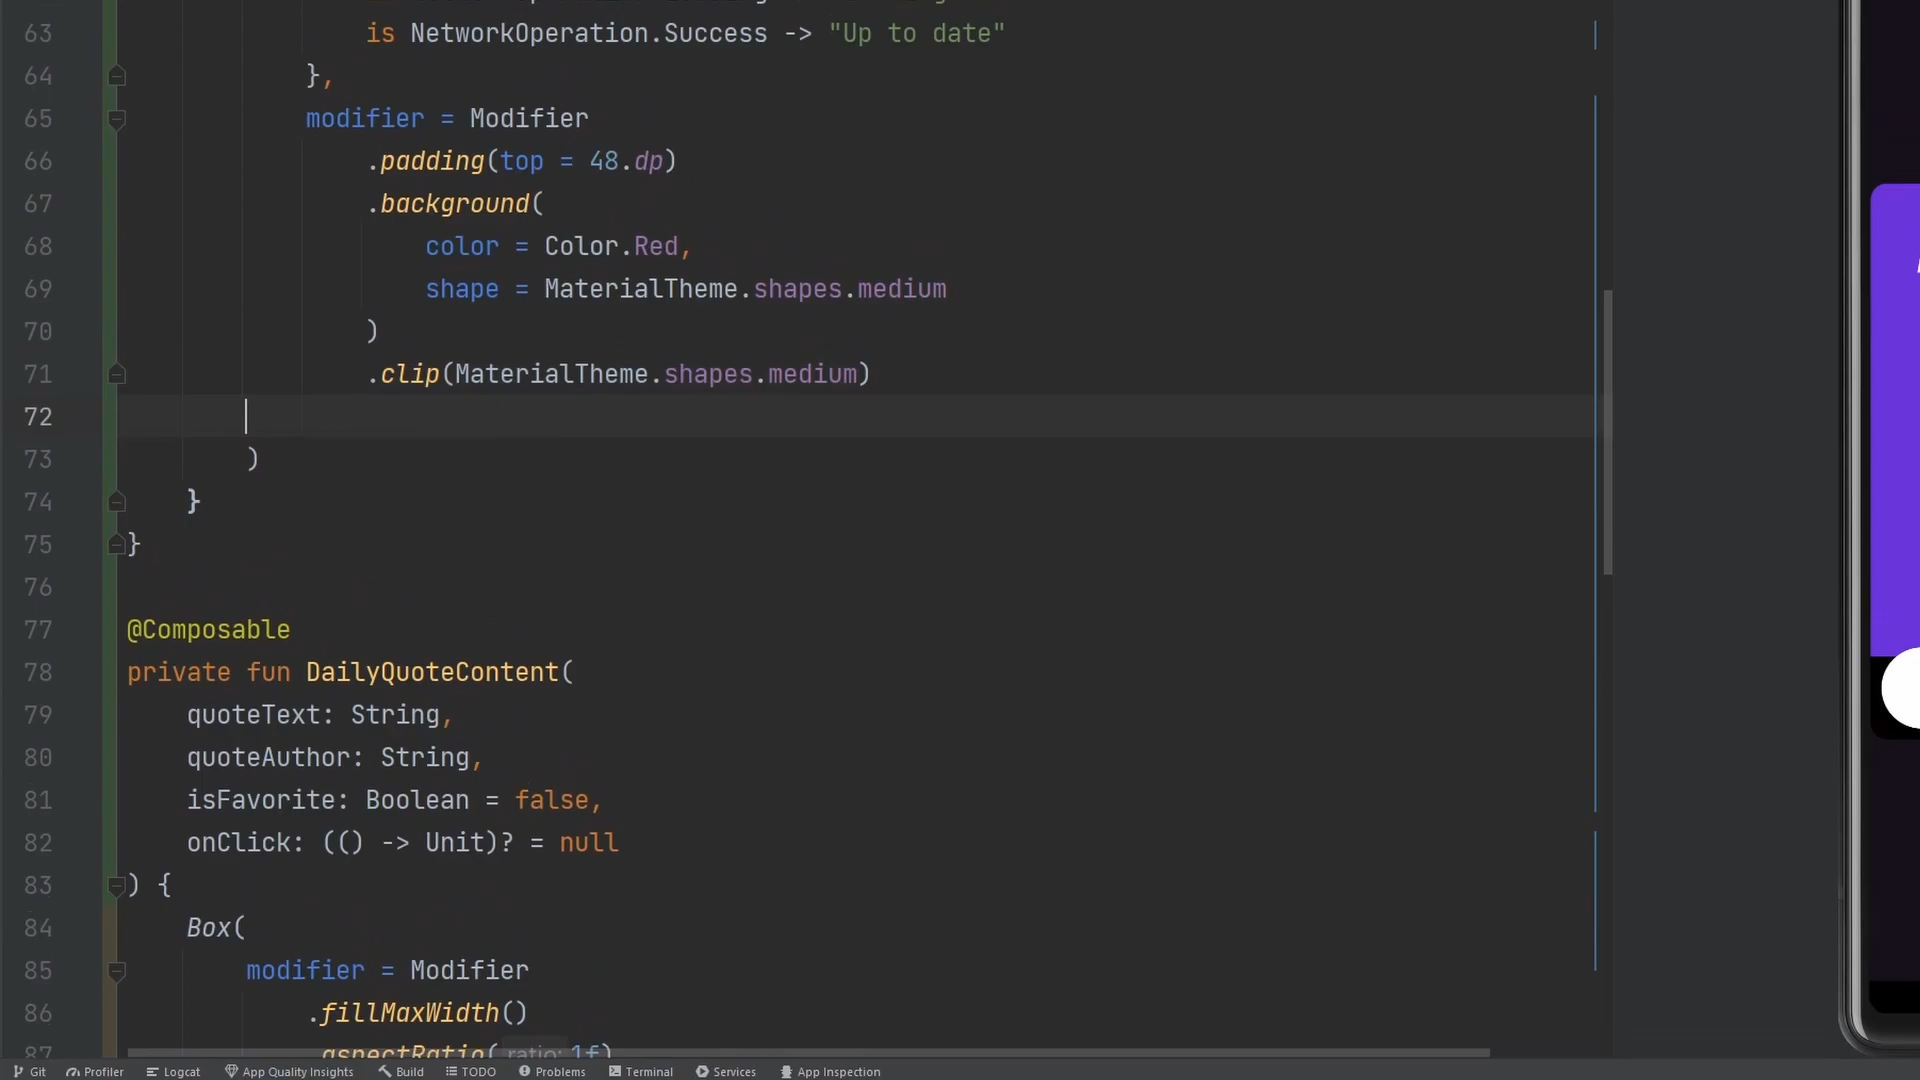 63 is NetworkOperation.Success -> "Up to date"
64 },
65 modifier = Modifier
66 .padding(top = 48.dp)
67 .background(
68 color = Color.Red,
69 shape = MaterialTheme.shapes.medium
70 )
71 .clip(MaterialTheme.shapes.medium)
72
73 )
74 }
75 }
76
77 @Composable
78 private fun DailyQuoteContent(
79 quoteText: String,
80 quoteAuthor: String,
81 isFavorite: Boolean = false,
82 onClick: (() -> Unit)? = null
83 ) {
84 Box(
85 modifier = Modifier
86 .fillMaxWidth()
87 .aspectRatio( ratio: 1f)
Git Profiler Logcat App Quality Insights Build TODO Problems Terminal Services App Inspection